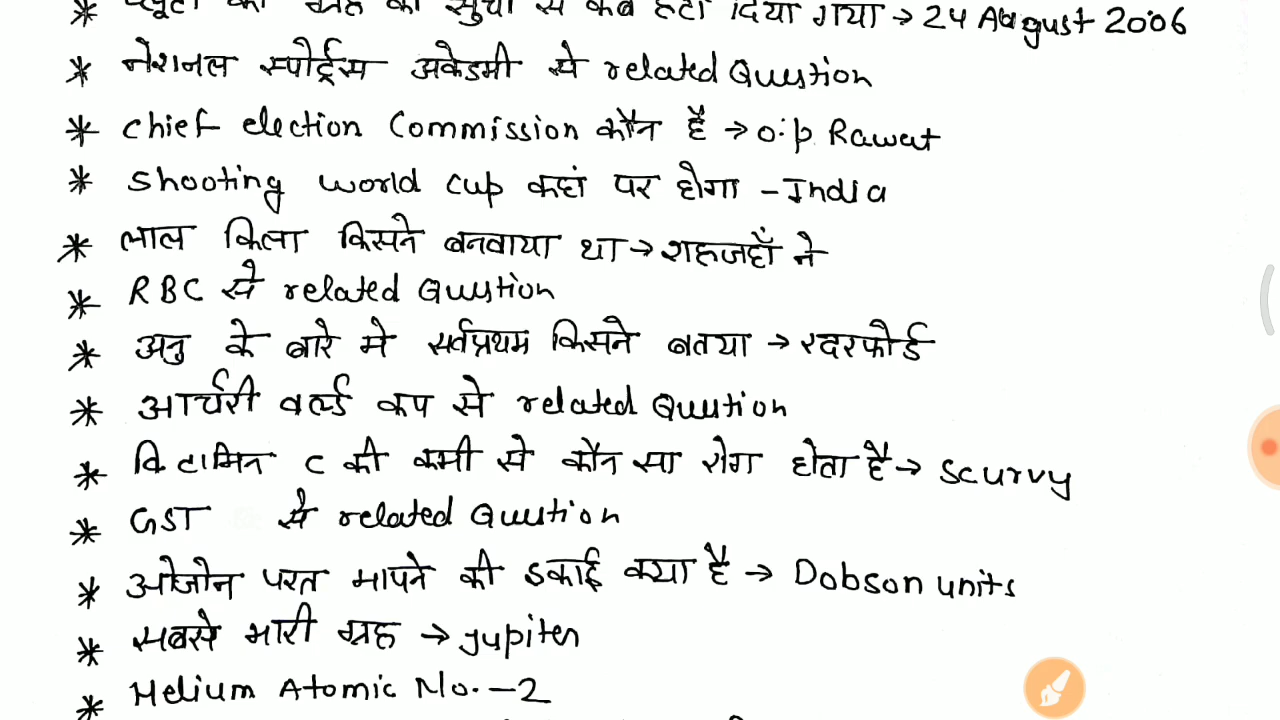 * प्लूटो को ग्रह की सुची से कब हटा दिया गया → 24 August 2006
* नेशनल स्पोर्ट्स अकेडमी से related Question
* chief election Commission कौन है → o.p Rawat
* shooting world cup कहां पर होगा - India
* लाल किला किसने बनवाया था → शहजहाँ ने
* RBC से related Question
* अनु के बारे मे सर्वप्रथम किसने बतया → रदरफोर्ड
* आर्चरी वर्ल्ड कप से related Question
* विटामिन C की कमी से कौन सा रोग होता है → Scurvy
* GST से related Question
* ओजोन परत मापने की इकाई क्या है → Dobson units
* सबसे भारी ग्रह → Jupiter
* Helium Atomic No. - 2